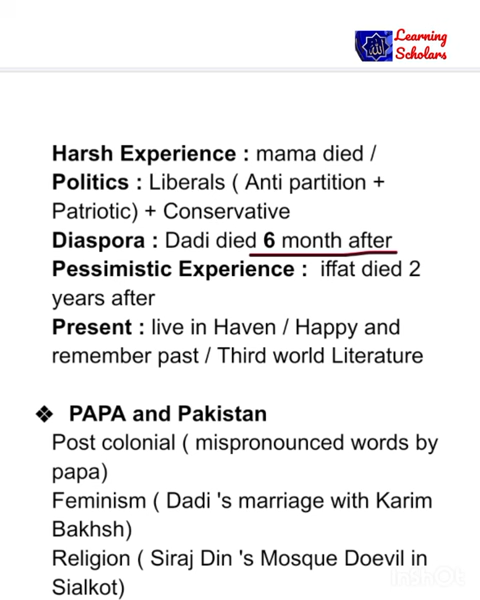 Learning
Scholars
Harsh Experience : mama died /
Politics : Liberals ( Anti partition +
Patriotic) + Conservative
Diaspora : Dadi died 6 month after
Pessimistic Experience : iffat died 2
years after
Present : live in Haven / Happy and
remember past / Third world Literature
❖ PAPA and Pakistan
Post colonial ( mispronounced words by
papa)
Feminism ( Dadi 's marriage with Karim
Bakhsh)
Religion ( Siraj Din 's Mosque Doevil in
Sialkot)
InShOt